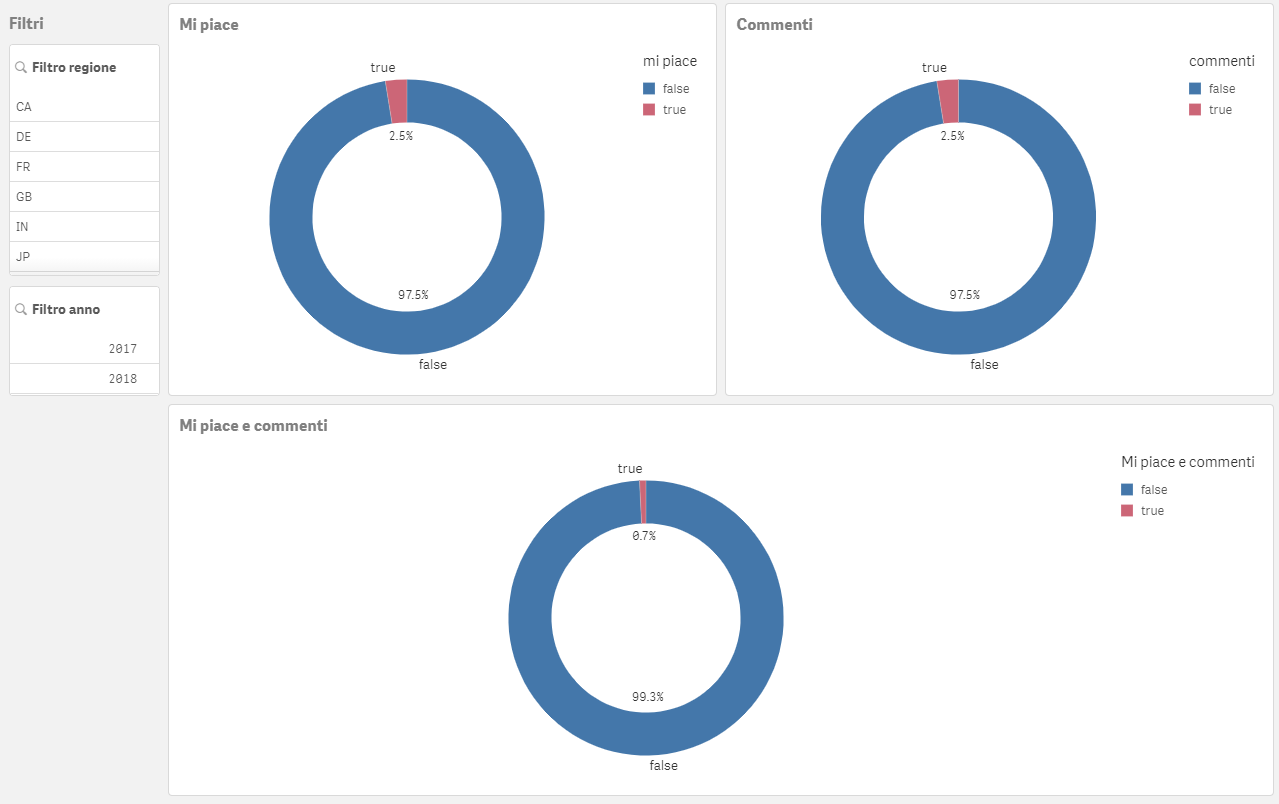 Filtri
Filtro regione
CA
DE
FR
GB
IN
JP
Filtro anno
2017
2018
Mi piace
mi piace
false
true
true
2.5%
97.5%
false
Commenti
commenti
false
true
true
2.5%
97.5%
false
Mi piace e commenti
Mi piace e commenti
false
true
true
0.7%
99.3%
false